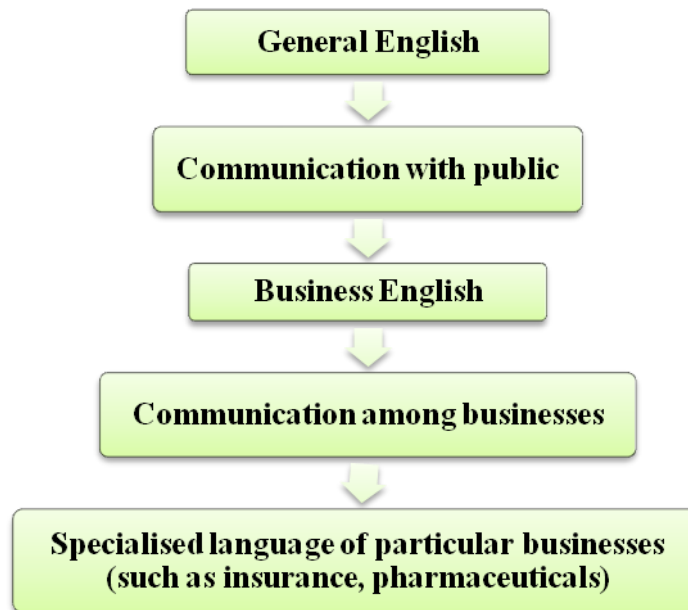 General English
Communication with public
Business English
Communication among businesses
Specialised language of particular businesses
(such as insurance, pharmaceuticals)